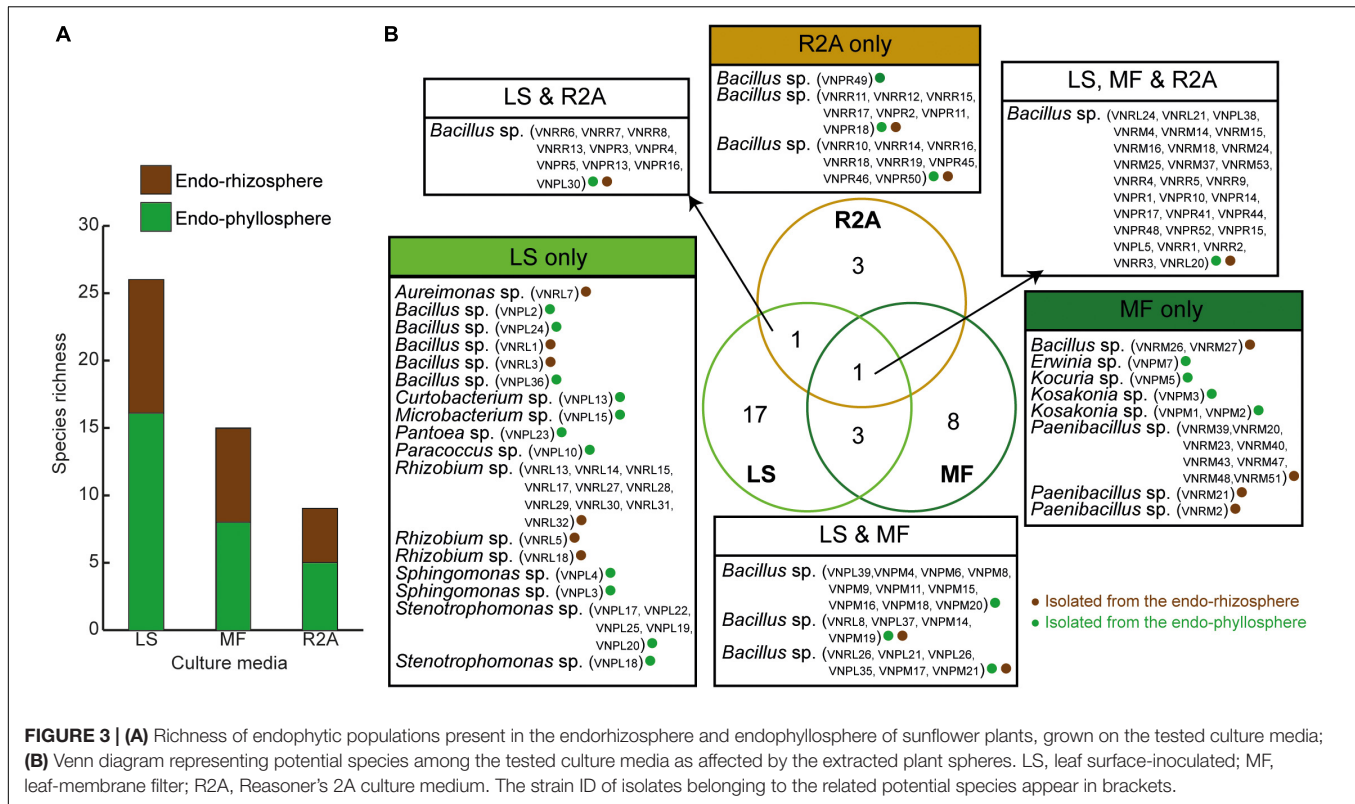 A
Endo-rhizosphere
Endo-phyllosphere
Species richness
30
25
20
15
10
5
0
LS
MF
R2A
Culture media
B
LS & R2A
Bacillus sp. (VNRR6, VNRR7, VNRR8,
VNRR13, VNPR3, VNPR4,
VNPR5, VNPR13, VNPR16,
VNPL30)
R2A only
Bacillus sp. (VNPR49)
Bacillus sp. (VNRR11, VNRR12, VNRR15,
VNRR17, VNPR2, VNPR11,
VNPR18)
Bacillus sp. (VNRR10, VNRR14, VNRR16,
VNRR18, VNRR19, VNPR45,
VNPR46, VNPR50)
LS, MF & R2A
Bacillus sp. (VNRL24, VNRL21, VNPL38,
VNRM4, VNRM14, VNRM15,
VNRM16, VNRM18, VNRM24,
VNRM25, VNRM37, VNRM53,
VNRR4, VNRR5, VNRR9,
VNPR1, VNPR10, VNPR14,
VNPR17, VNPR41, VNPR44,
VNPR48, VNPR52, VNPR15,
VNPL5, VNRR1, VNRR2,
VNRR3, VNRL20)
LS only
Aureimonas sp. (VNRL7)
Bacillus sp. (VNPL2)
Bacillus sp. (VNPL24)
Bacillus sp. (VNRL1)
Bacillus sp. (VNRL3)
Bacillus sp. (VNPL36)
Curtobacterium sp. (VNPL13)
Microbacterium sp. (VNPL15)
Pantoea sp. (VNPL23)
Paracoccus sp. (VNPL10)
Rhizobium sp. (VNRL13, VNRL14, VNRL15,
VNRL17, VNRL27, VNRL28,
VNRL29, VNRL30, VNRL31,
VNRL32)
Rhizobium sp. (VNRL5)
Rhizobium sp. (VNRL18)
Sphingomonas sp. (VNPL4)
Sphingomonas sp. (VNPL3)
Stenotrophomonas sp. (VNPL17, VNPL22,
VNPL25, VNPL19,
VNPL20)
Stenotrophomonas sp. (VNPL18)
R2A
3
1
1
17
3
8
LS
MF
MF only
Bacillus sp. (VNRM26, VNRM27)
Erwinia sp. (VNPM7)
Kocuria sp. (VNPM5)
Kosakonia sp. (VNPM3)
Kosakonia sp. (VNPM1, VNPM2)
Paenibacillus sp. (VNRM39,VNRM20,
VNRM23, VNRM40,
VNRM43, VNRM47,
VNRM48, VNRM51)
Paenibacillus sp. (VNRM21)
Paenibacillus sp. (VNRM2)
LS & MF
Bacillus sp. (VNPL39,VNPM4, VNPM6, VNPM8,
VNPM9, VNPM11, VNPM15,
VNPM16, VNPM18, VNPM20)
Bacillus sp. (VNRL8, VNPL37, VNPM14,
VNPM19)
Bacillus sp. (VNRL26, VNPL21, VNPL26,
VNPL35, VNPM17, VNPM21)
Isolated from the endo-rhizosphere
Isolated from the endo-phyllosphere
FIGURE 3 | (A) Richness of endophytic populations present in the endorhizosphere and endophyllosphere of sunflower plants, grown on the tested culture media;
(B) Venn diagram representing potential species among the tested culture media as affected by the extracted plant spheres. LS, leaf surface-inoculated; MF,
leaf-membrane filter; R2A, Reasoner's 2A culture medium. The strain ID of isolates belonging to the related potential species appear in brackets.